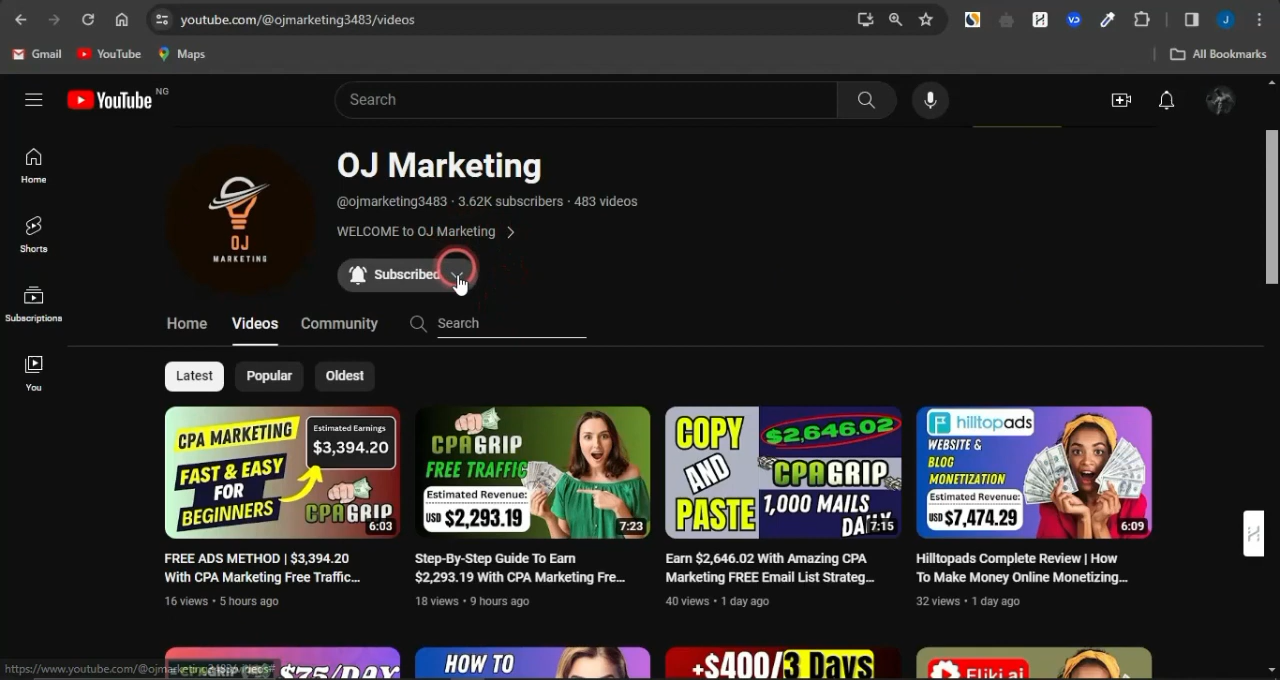 youtube.com/@ojmarketing3483/videos
Gmail YouTube Maps All Bookmarks
YouTube NG
Search
Home
Shorts
Subscriptions
You
OJ
MARKETING
OJ Marketing
@ojmarketing3483 · 3.62K subscribers · 483 videos
WELCOME to OJ Marketing
Subscribed
Home Videos Community Search
Latest Popular Oldest
CPA MARKETING
FAST & EASY
FOR
BEGINNERS
Estimated Earnings
$3,394.20
CPAGRIP
6:03
FREE ADS METHOD | $3,394.20
With CPA Marketing Free Traffic...
16 views • 5 hours ago
CPAGRIP
FREE TRAFFIC
Estimated Revenue:
USD $2,293.19
7:23
Step-By-Step Guide To Earn
$2,293.19 With CPA Marketing Fre...
18 views • 9 hours ago
COPY
AND
PASTE
$2,646.02
CPAGRIP
1,000 MAILS
DAILY
7:15
Earn $2,646.02 With Amazing CPA
Marketing FREE Email List Strateg...
40 views • 1 day ago
hilltopads
WEBSITE &
BLOG
MONETIZATION
Estimated Revenue:
USD $7,474.29
6:09
Hilltopads Complete Review | How
To Make Money Online Monetizing...
32 views • 1 day ago
CPAGRIP $75/DAY
HOW TO
+$400/3 Days
Fliki.ai